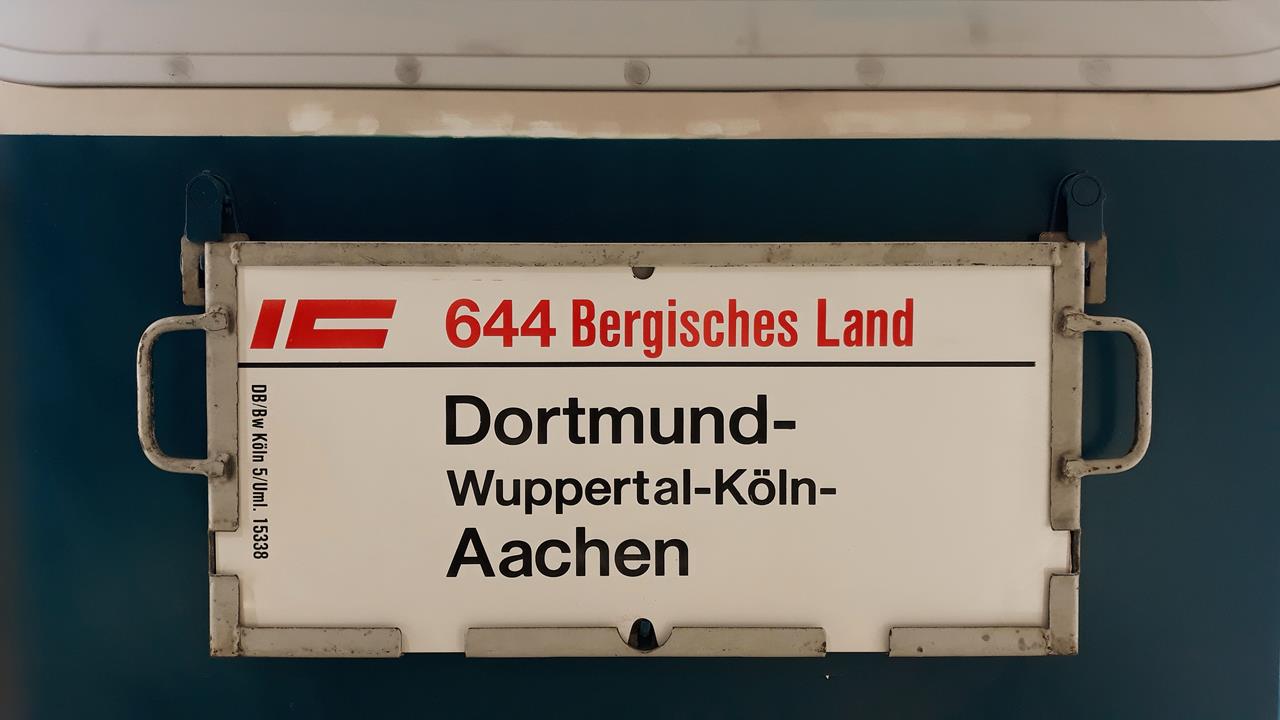 IC 644 Bergisches Land
Dortmund-
Wuppertal-Köln-
Aachen
DB/Bw Köln 5/Uml. 15338